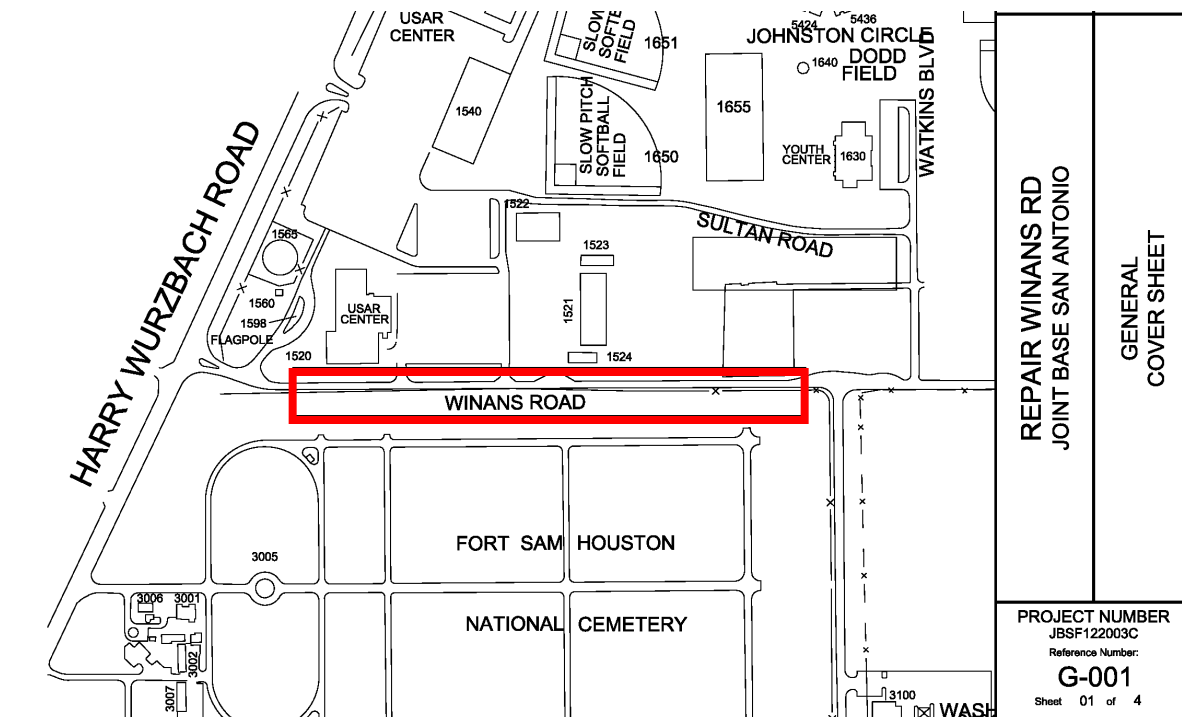 USAR
CENTER
SLOW
SOFTB
FIELD
1651
5424
5436
JOHNSTON CIRCLE
DODD
FIELD
1640
WATKINS BLVD
1540
1655
SLOW PITCH
SOFTBALL
FIELD
1650
YOUTH
CENTER
1630
HARRY WURZBACH ROAD
1522
SULTAN ROAD
1565
1523
1560
1598
FLAGPOLE
USAR
CENTER
1521
1520
1524
WINANS ROAD
FORT SAM HOUSTON
3005
NATIONAL CEMETERY
3006
3001
3002
3007
3100
WASH
REPAIR WINANS RD
JOINT BASE SAN ANTONIO
GENERAL
COVER SHEET
PROJECT NUMBER
JBSF122003C
Reference Number:
G-001
Sheet 01 of 4